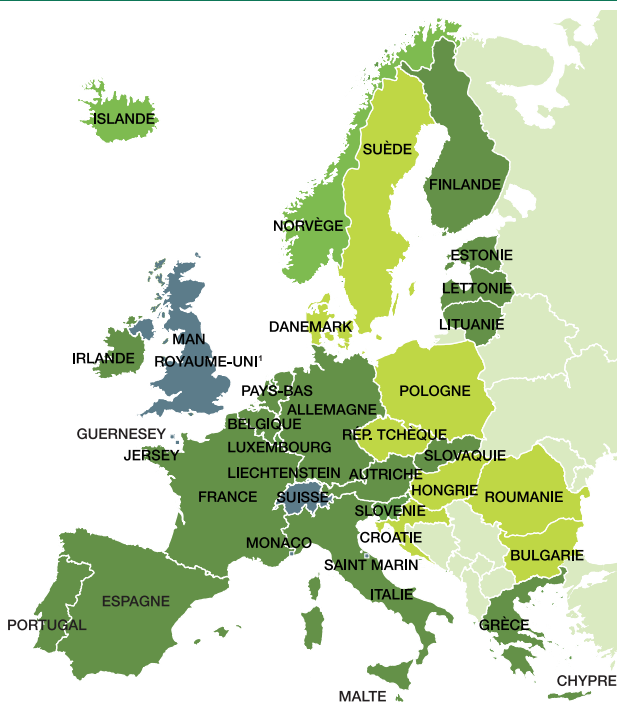 ISLANDE
SUÈDE
FINLANDE
NORVÈGE
ESTONIE
LETTONIE
LITUANIE
DANEMARK
MAN
IRLANDE
ROYAUME-UNI¹
PAYS-BAS
POLOGNE
ALLEMAGNE
BELGIQUE
GUERNESEY
RÉP. TCHÈQUE
LUXEMBOURG
JERSEY
SLOVAQUIE
LIECHTENSTEIN
AUTRICHE
HONGRIE
FRANCE
SUISSE
ROUMANIE
SLOVENIE
CROATIE
MONACO
BULGARIE
SAINT MARIN
ITALIE
ESPAGNE
PORTUGAL
GRÈCE
CHYPRE
MALTE